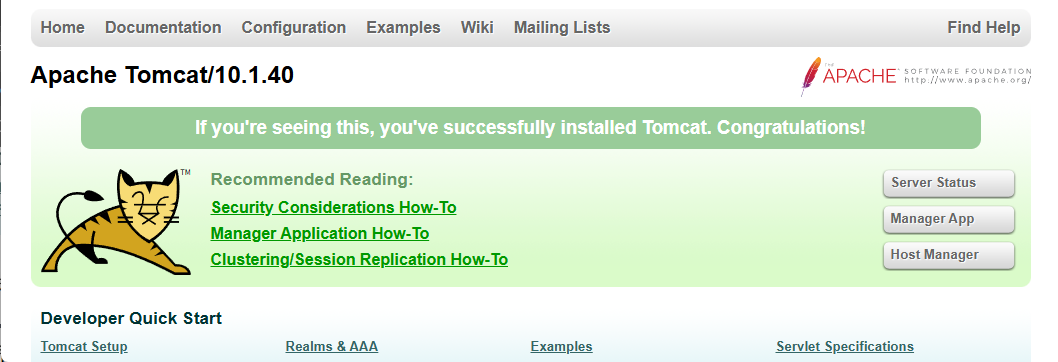 Home Documentation Configuration Examples Wiki Mailing Lists Find Help
Apache Tomcat/10.1.40
THE APACHE™ SOFTWARE FOUNDATION
http://www.apache.org/
If you're seeing this, you've successfully installed Tomcat. Congratulations!
TM
Recommended Reading:
Security Considerations How-To
Manager Application How-To
Clustering/Session Replication How-To
Server Status
Manager App
Host Manager
Developer Quick Start
Tomcat Setup Realms & AAA Examples Servlet Specifications